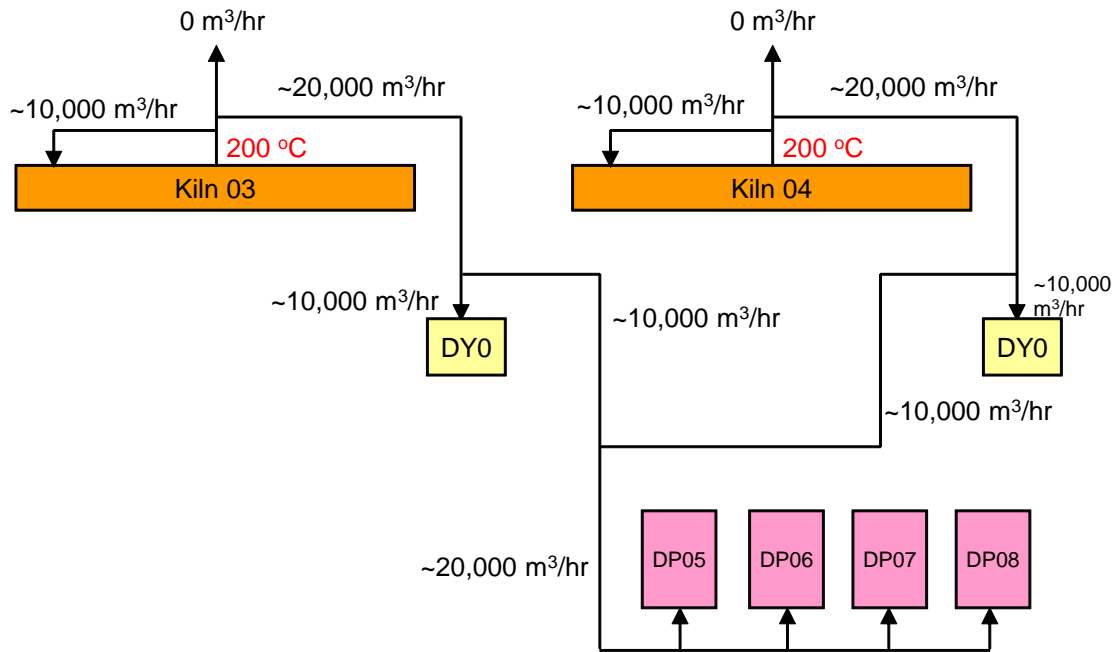 0 m³/hr
0 m³/hr
~20,000 m³/hr
~20,000 m³/hr
~10,000 m³/hr
~10,000 m³/hr
200 ºC
200 ºC
Kiln 03
Kiln 04
~10,000 m³/hr
~10,000 m³/hr
~10,000
m³/hr
DY0
DY0
~10,000 m³/hr
~20,000 m³/hr
DP05
DP06
DP07
DP08